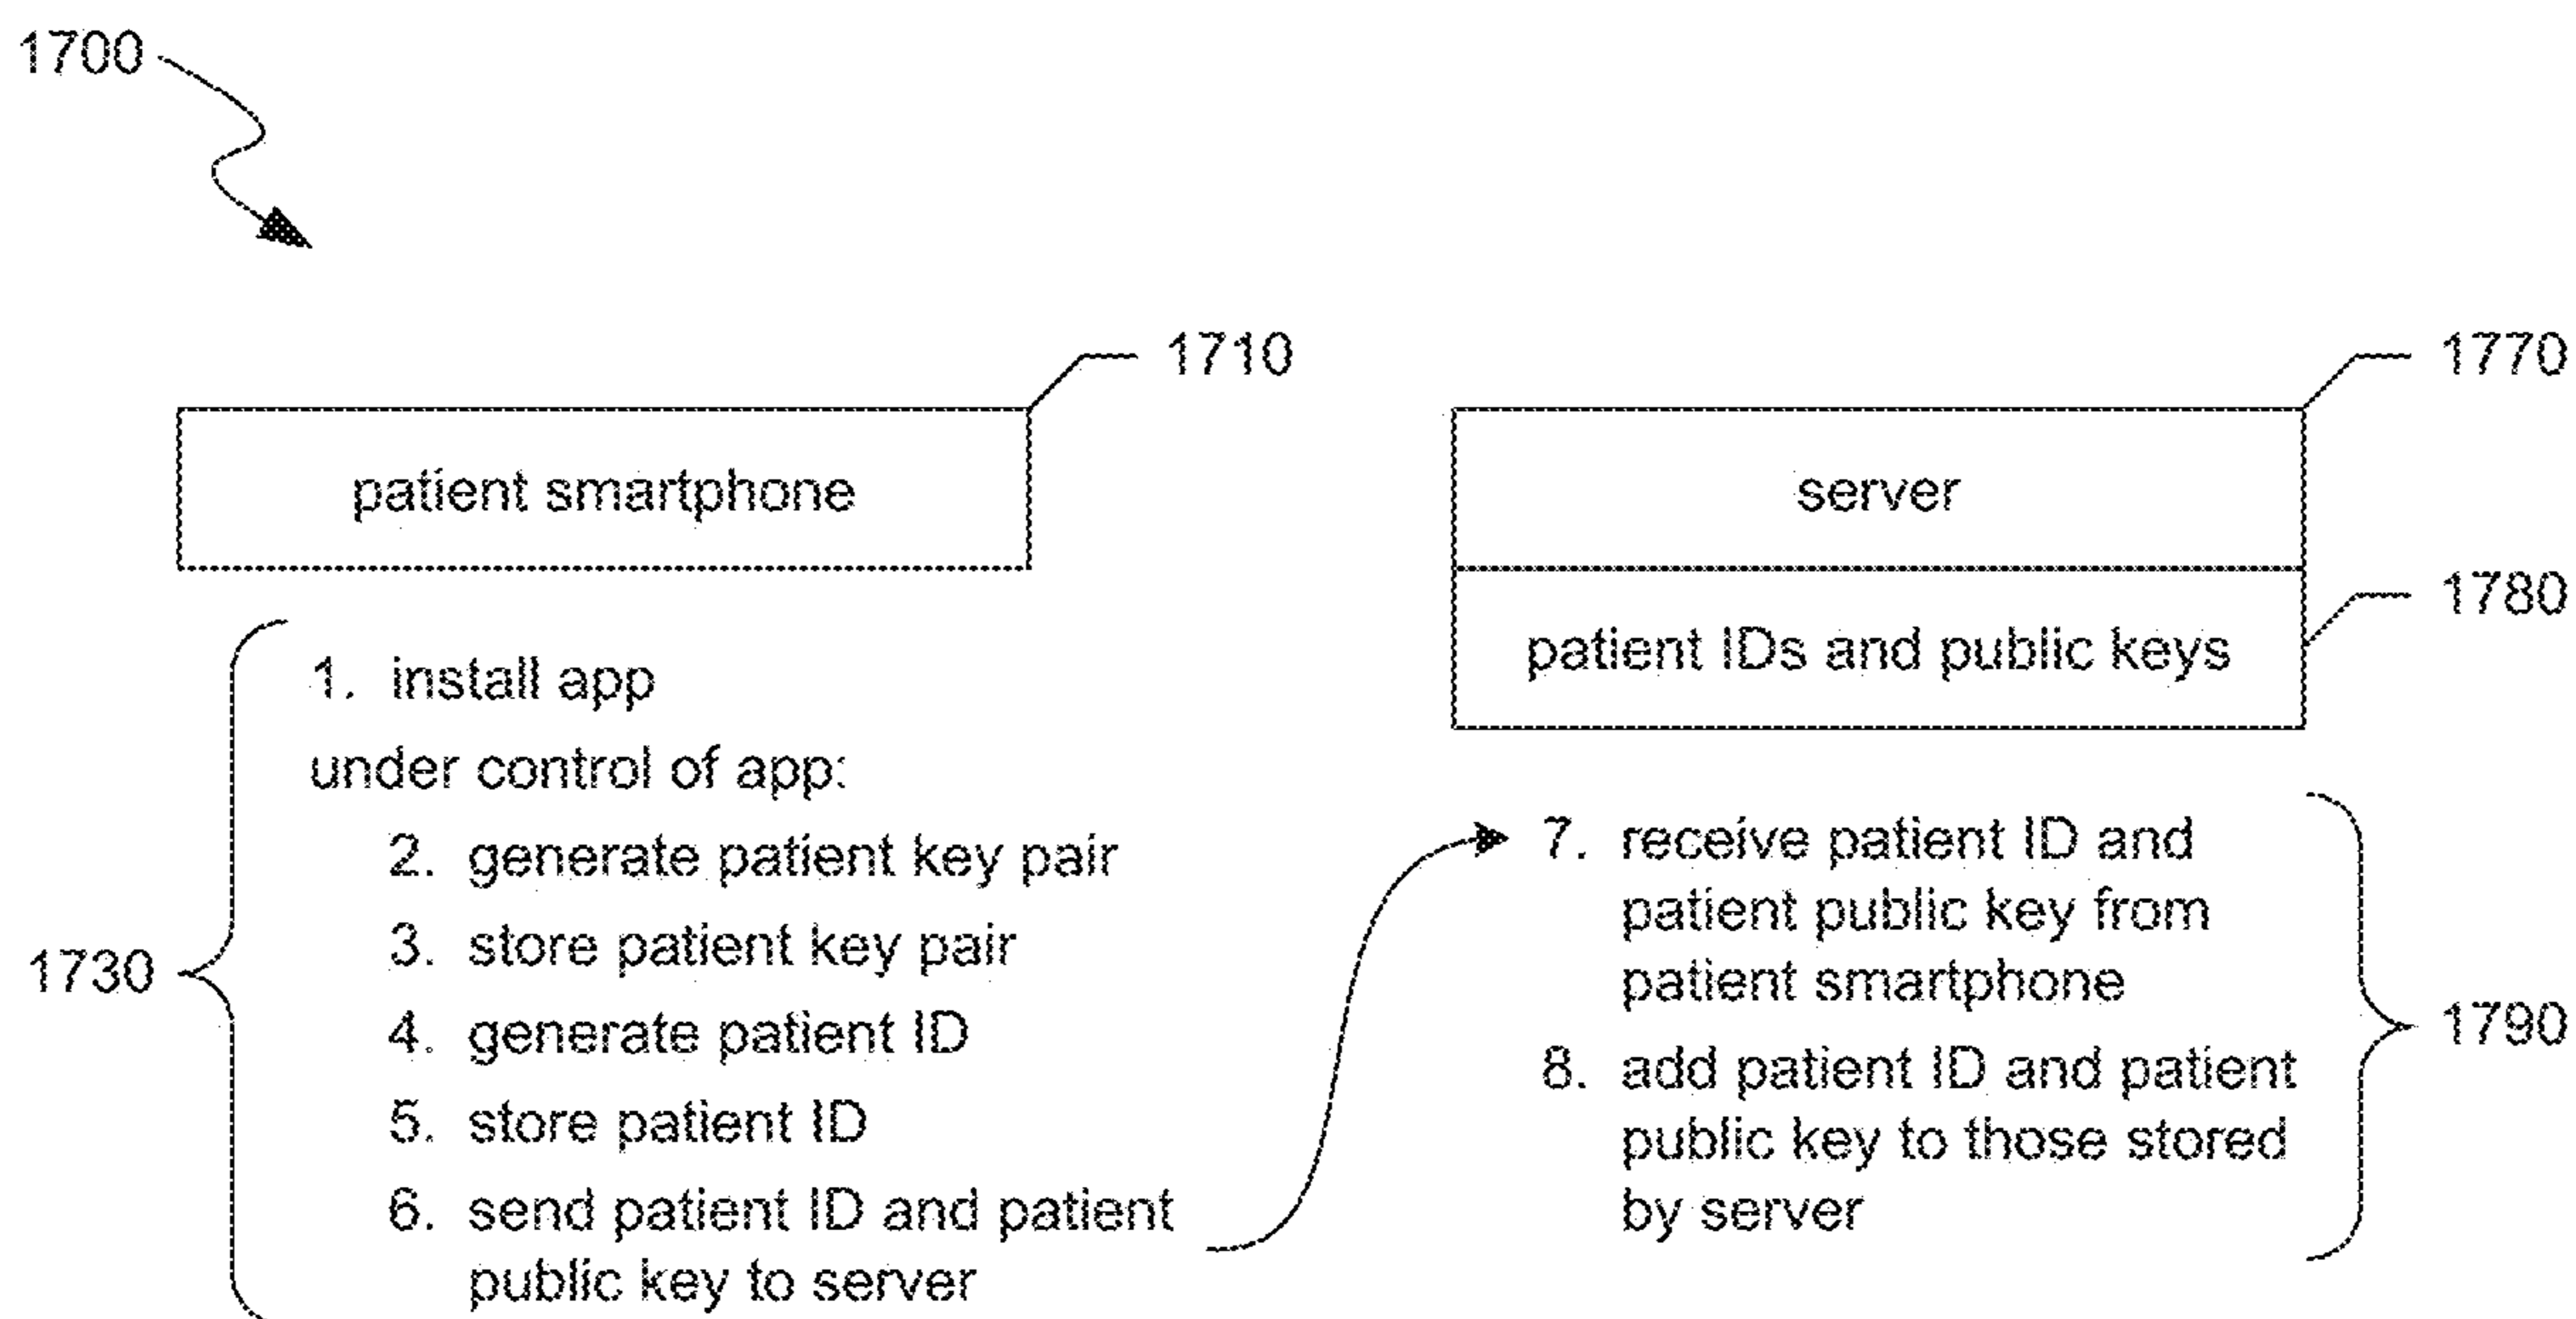 1700
1710
1770
patient smartphone
server
1780
patient IDs and public keys
1. install app
under control of app:
2. generate patient key pair
3. store patient key pair
1730
4. generate patient ID
5. store patient ID
6. send patient ID and patient
public key to server
7. receive patient ID and
patient public key from
patient smartphone
1790
8. add patient ID and patient
public key to those stored
by server